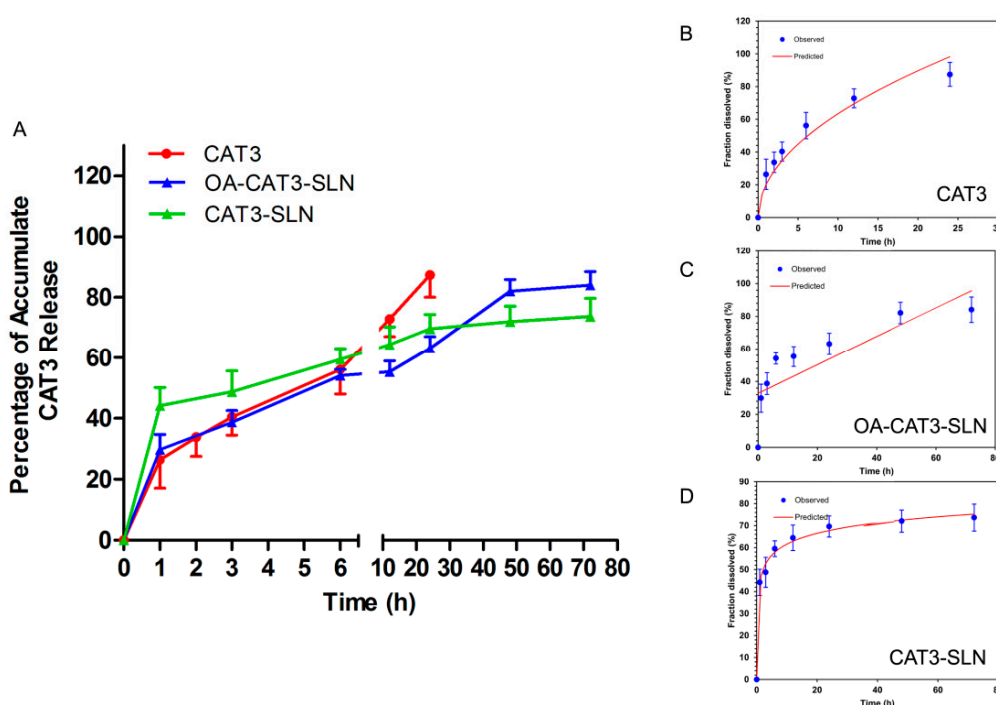 A
CAT3
OA-CAT3-SLN
CAT3-SLN
Percentage of Accumulate
CAT3 Release
120
100
80
60
40
20
0
0 1 2 3 4 5 6 10 20 30 40 50 60 70 80
Time (h)
B
Observed
Predicted
Fraction dissolved (%)
120
100
80
60
40
20
0
0 5 10 15 20 25
CAT3
Time (h)
C
Observed
Predicted
Fraction dissolved (%)
120
100
80
60
40
20
0
0 20 40 60 80
OA-CAT3-SLN
Time (h)
D
Observed
Predicted
Fraction dissolved (%)
90
80
70
60
50
40
30
20
10
0
0 20 40 60
CAT3-SLN
Time (h)